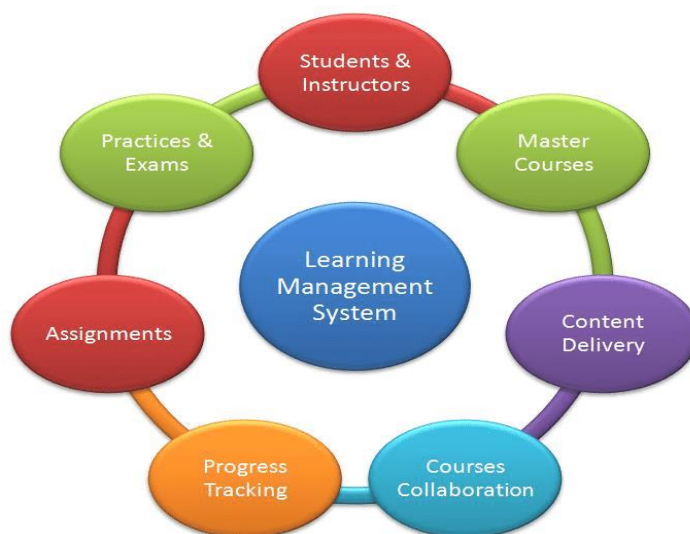 Students &
Instructors
Master
Courses
Content
Delivery
Courses
Collaboration
Progress
Tracking
Assignments
Practices &
Exams
Learning
Management
System